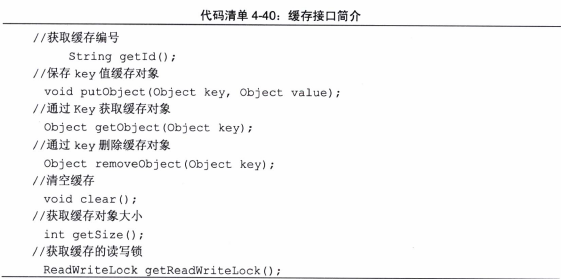 代码清单 4-40：缓存接口简介
//获取缓存编号
String getId();
//保存 key 值缓存对象
void putObject(Object key, Object value);
//通过 Key 获取缓存对象
Object getObject(Object key);
//通过 key 删除缓存对象
Object removeObject(Object key);
//清空缓存
void clear();
//获取缓存对象大小
int getSize();
//获取缓存的读写锁
ReadWriteLock getReadWriteLock();